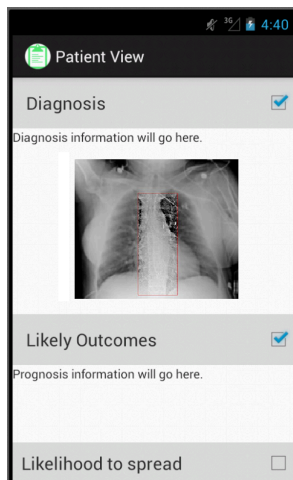 3G 4:40
Patient View
Diagnosis
Diagnosis information will go here.
Likely Outcomes
Prognosis information will go here.
Likelihood to spread